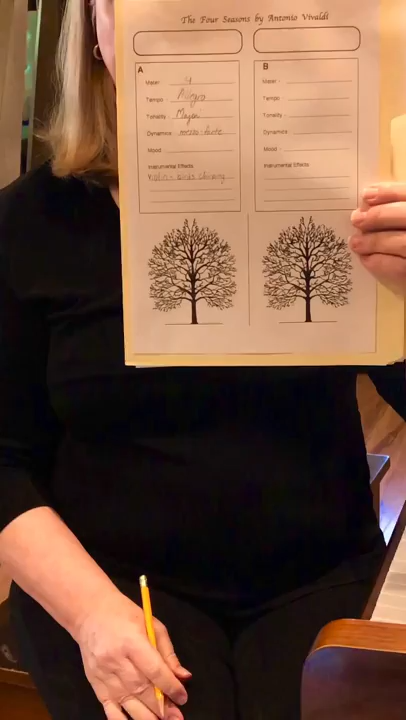 The Four Seasons by Antonio Vivaldi
A
Meter: 4
Tempo: Allegro
Tonality: Major
Dynamics: mezzo-forte
Mood:
Instrumental Effects:
Violin - birds chirping
B
Meter:
Tempo:
Tonality:
Dynamics:
Mood:
Instrumental Effects: